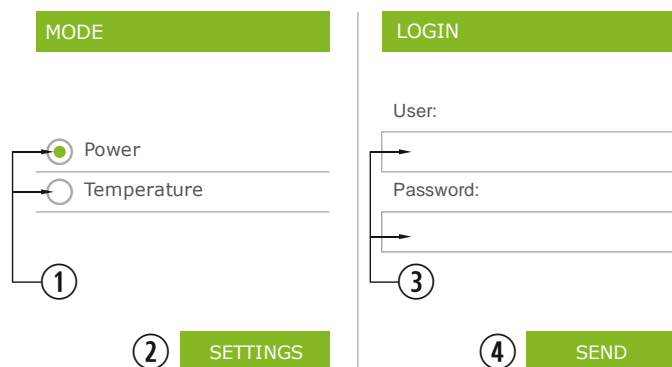 MODE
Power
Temperature
1
2 SETTINGS
LOGIN
User:
Password:
3
4 SEND